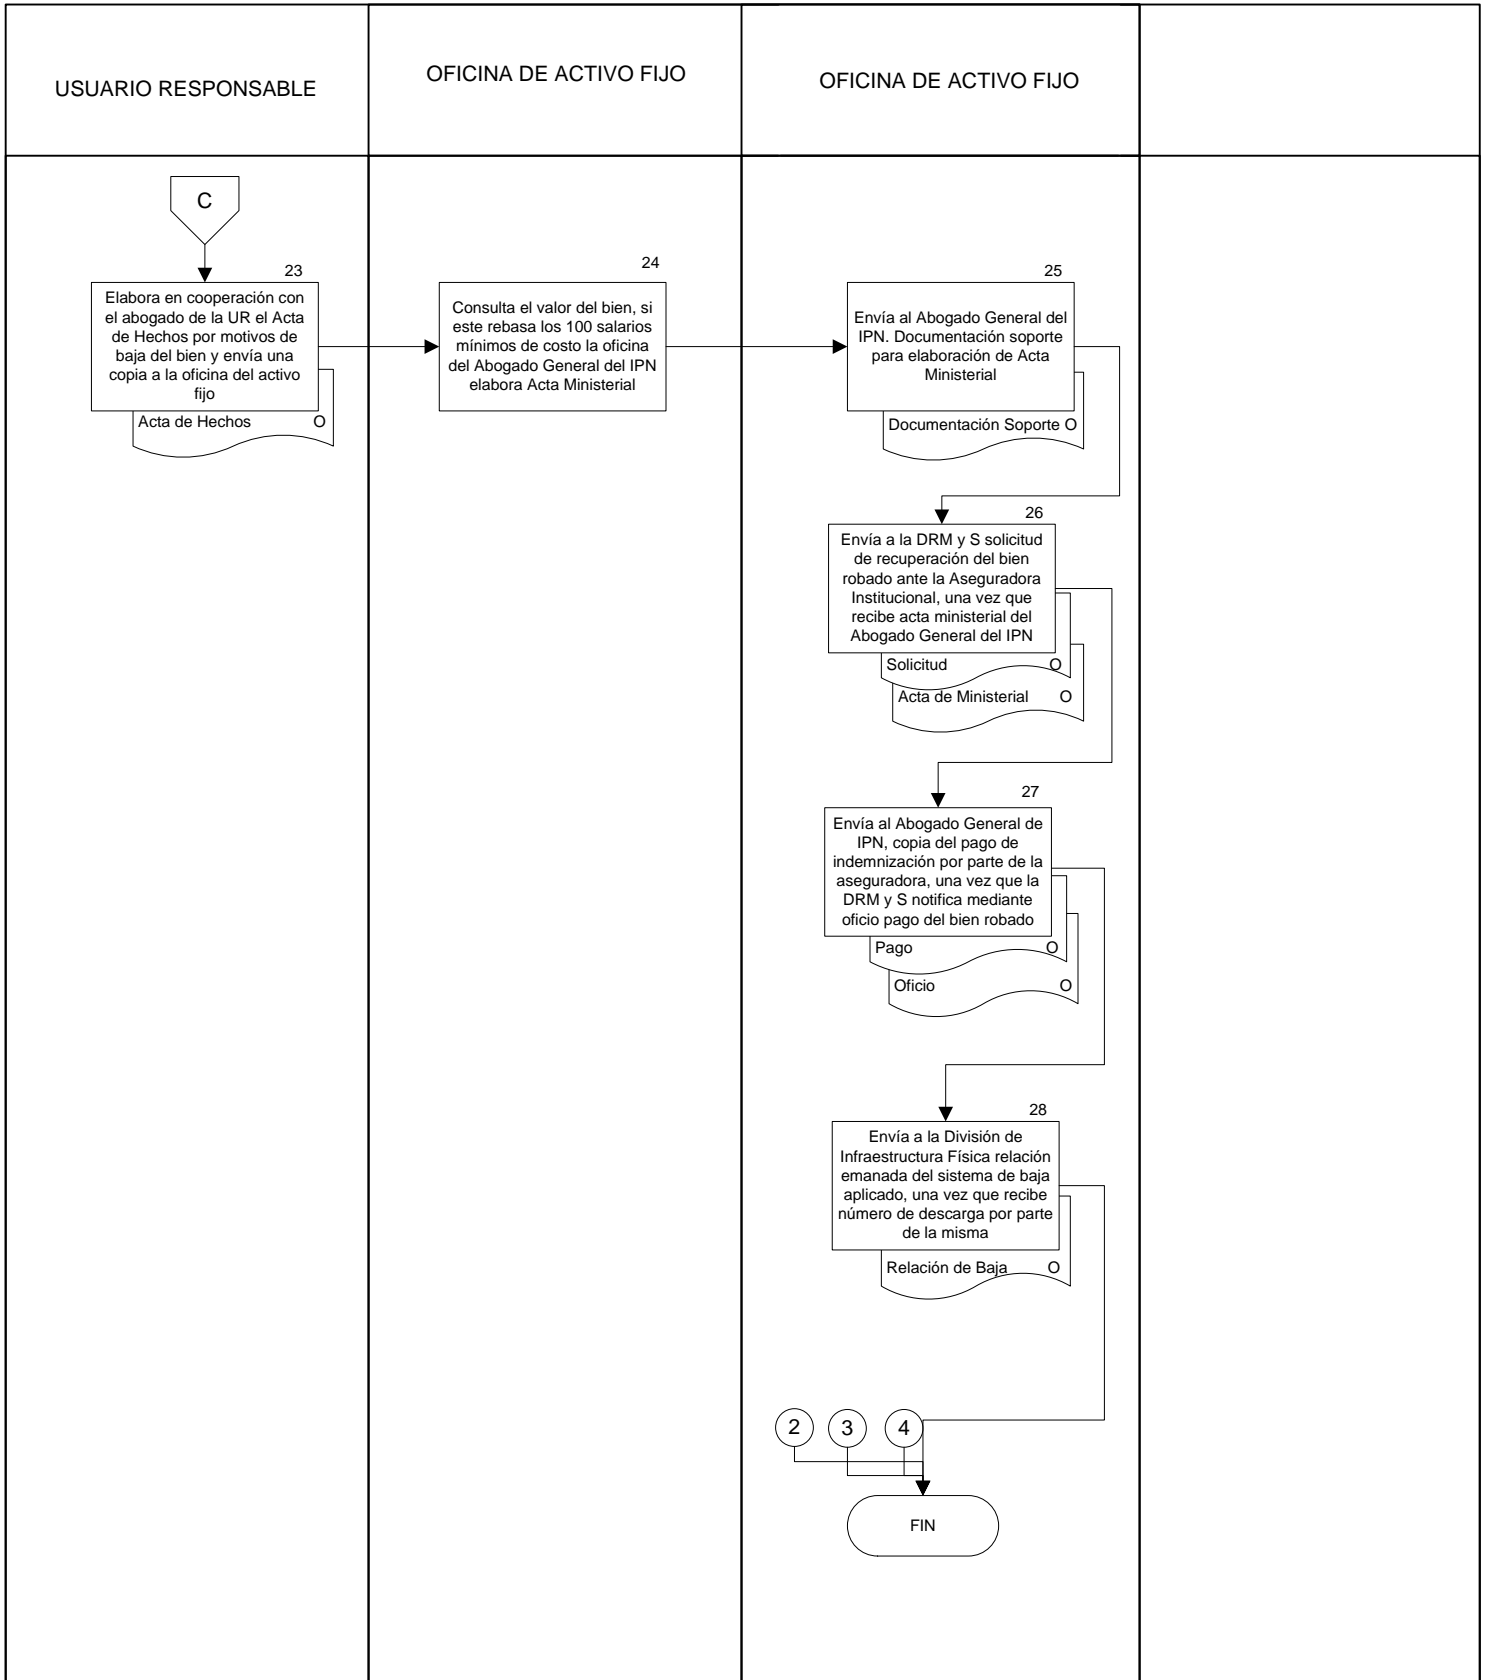 USUARIO RESPONSABLE
OFICINA DE ACTIVO FIJO
OFICINA DE ACTIVO FIJO
C
23
Elabora en cooperación con
el abogado de la UR el Acta
de Hechos por motivos de
baja del bien y envía una
copia a la oficina del activo
fijo
Acta de Hechos O
24
Consulta el valor del bien, si
este rebasa los 100 salarios
mínimos de costo la oficina
del Abogado General del IPN
elabora Acta Ministerial
25
Envía al Abogado General del
IPN. Documentación soporte
para elaboración de Acta
Ministerial
Documentación Soporte O
26
Envía a la DRM y S solicitud
de recuperación del bien
robado ante la Aseguradora
Institucional, una vez que
recibe acta ministerial del
Abogado General del IPN
Solicitud O
Acta de Ministerial O
27
Envía al Abogado General de
IPN, copia del pago de
indemnización por parte de la
aseguradora, una vez que la
DRM y S notifica mediante
oficio pago del bien robado
Pago O
Oficio O
28
Envía a la División de
Infraestructura Física relación
emanada del sistema de baja
aplicado, una vez que recibe
número de descarga por parte
de la misma
Relación de Baja O
2 3 4
FIN